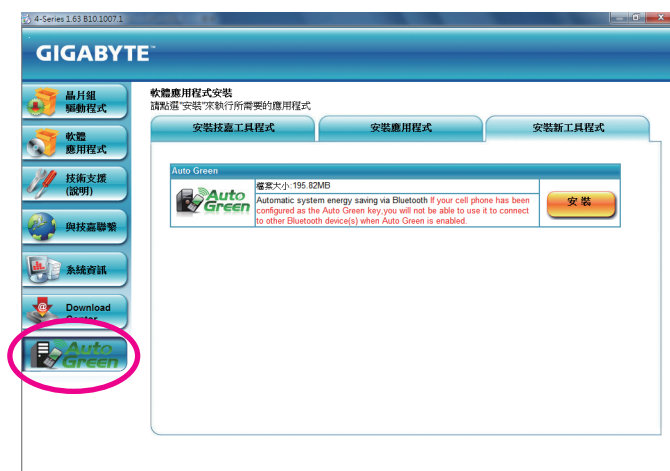 4-Series 1.63 B10.1007.1
GIGABYTE™
晶片組
驅動程式
軟體
應用程式
技術支援
(說明)
與技嘉聯繫
系統資訊
Download
Center
Auto
Green
軟體應用程式安裝
請點選"安裝"來執行所需要的應用程式
安裝技嘉工具程式
安裝應用程式
安裝新工具程式
Auto Green
Auto
Green
檔案大小:195.82MB
Automatic system energy saving via Bluetooth If your cell phone has been
configured as the Auto Green key,you will not be able to use it to connect
to other Bluetooth device(s) when Auto Green is enabled.
安裝